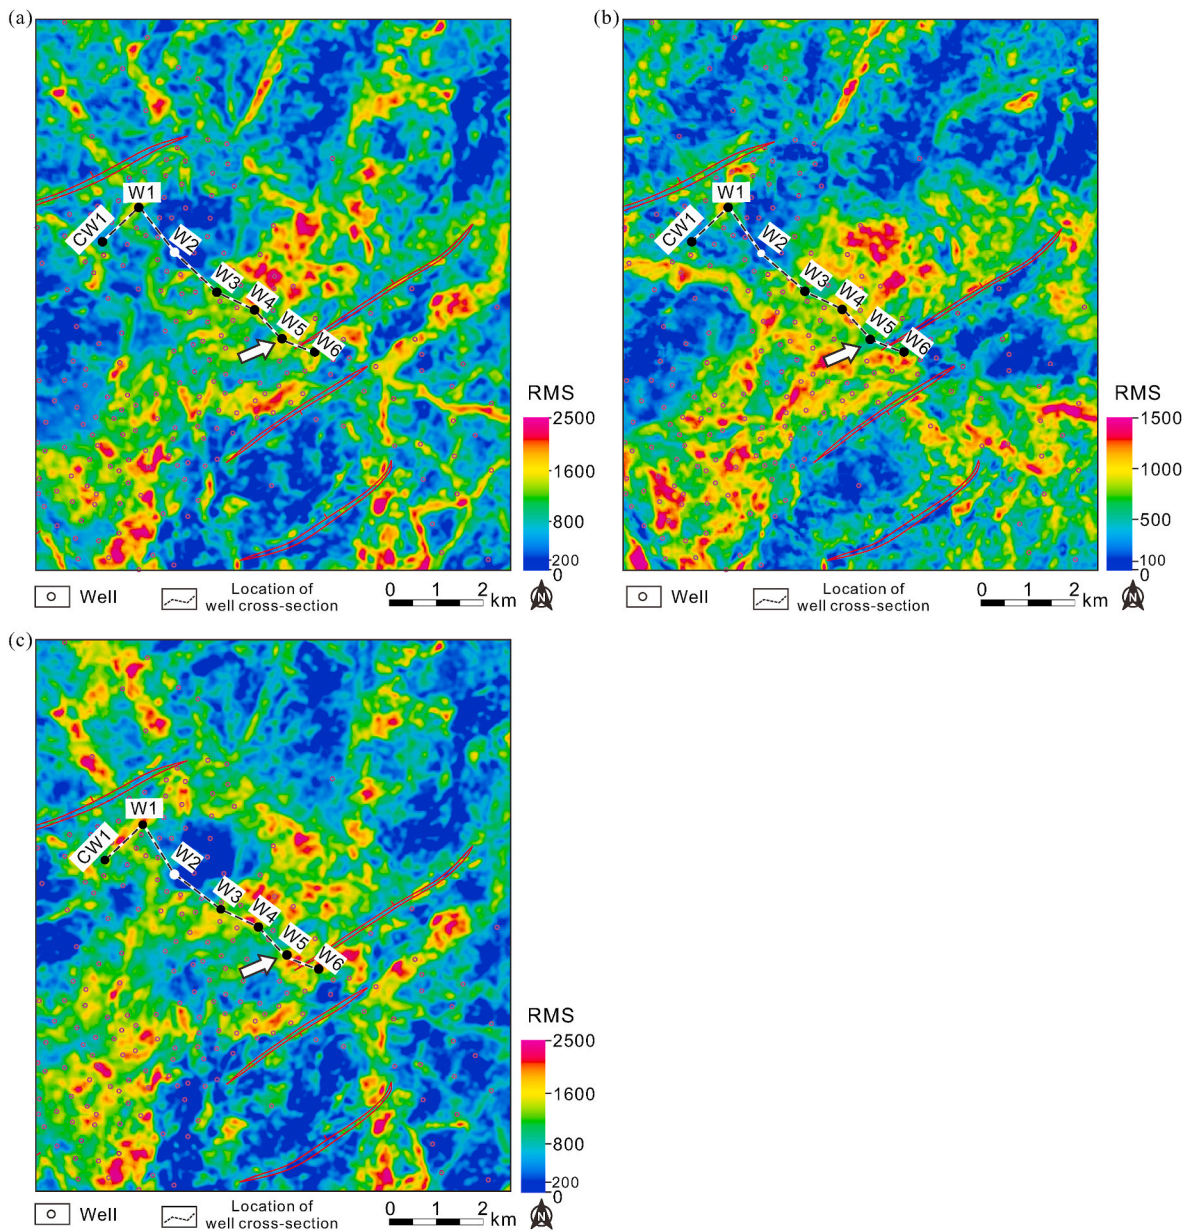 (a)
W1
CW1
W2
W3
W4
W5
W6
RMS
2500
1600
800
200
0
Well
Location of
well cross-section
0 1 2
km
N
(b)
W1
CW1
W2
W3
W4
W5
W6
RMS
1500
1000
500
100
0
Well
Location of
well cross-section
0 1 2
km
N
(c)
W1
CW1
W2
W3
W4
W5
W6
RMS
2500
1600
800
200
0
Well
Location of
well cross-section
0 1 2
km
N